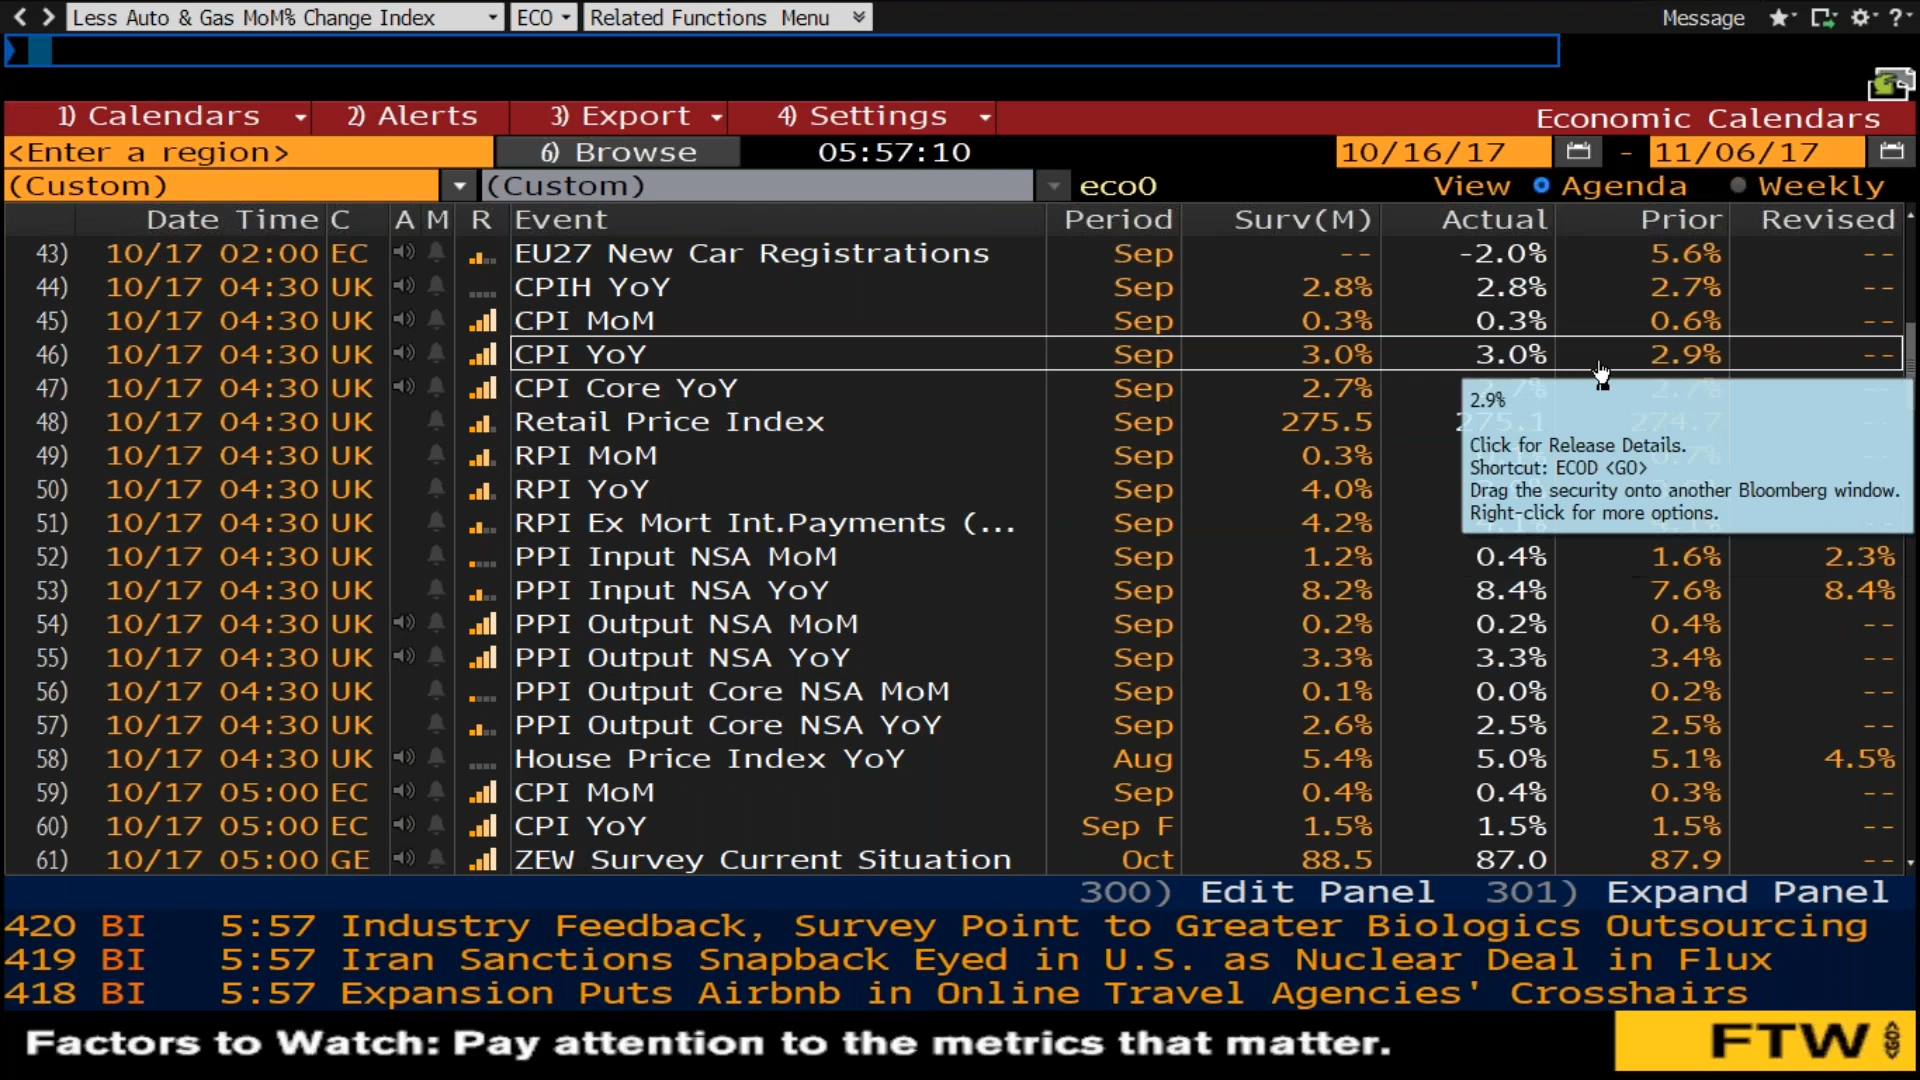 Less Auto & Gas MoM% Change Index ECO Related Functions Menu Message ?
1) Calendars 2) Alerts 3) Export 4) Settings Economic Calendars
<Enter a region> 6) Browse 05:57:10 10/16/17 - 11/06/17
(Custom) (Custom) eco0 View Agenda Weekly
Date Time C A M R Event Period Surv(M) Actual Prior Revised
43) 10/17 02:00 EC EU27 New Car Registrations Sep -- -2.0% 5.6% --
44) 10/17 04:30 UK CPIH YoY Sep 2.8% 2.8% 2.7% --
45) 10/17 04:30 UK CPI MoM Sep 0.3% 0.3% 0.6% --
46) 10/17 04:30 UK CPI YoY Sep 3.0% 3.0% 2.9% --
47) 10/17 04:30 UK CPI Core YoY Sep 2.7%
48) 10/17 04:30 UK Retail Price Index Sep 275.5 275.1 274.7
49) 10/17 04:30 UK RPI MoM Sep 0.3%
50) 10/17 04:30 UK RPI YoY Sep 4.0%
51) 10/17 04:30 UK RPI Ex Mort Int.Payments (... Sep 4.2%
2.9%
Click for Release Details.
Shortcut: ECOD <GO>
Drag the security onto another Bloomberg window.
Right-click for more options.
52) 10/17 04:30 UK PPI Input NSA MoM Sep 1.2% 0.4% 1.6% 2.3%
53) 10/17 04:30 UK PPI Input NSA YoY Sep 8.2% 8.4% 7.6% 8.4%
54) 10/17 04:30 UK PPI Output NSA MoM Sep 0.2% 0.2% 0.4% --
55) 10/17 04:30 UK PPI Output NSA YoY Sep 3.3% 3.3% 3.4% --
56) 10/17 04:30 UK PPI Output Core NSA MoM Sep 0.1% 0.0% 0.2% --
57) 10/17 04:30 UK PPI Output Core NSA YoY Sep 2.6% 2.5% 2.5% --
58) 10/17 04:30 UK House Price Index YoY Aug 5.4% 5.0% 5.1% 4.5%
59) 10/17 05:00 EC CPI MoM Sep 0.4% 0.4% 0.3% --
60) 10/17 05:00 EC CPI YoY Sep F 1.5% 1.5% 1.5% --
61) 10/17 05:00 GE ZEW Survey Current Situation Oct 88.5 87.0 87.9 --
300) Edit Panel 301) Expand Panel
420 BI 5:57 Industry Feedback, Survey Point to Greater Biologics Outsourcing
419 BI 5:57 Iran Sanctions Snapback Eyed in U.S. as Nuclear Deal in Flux
418 BI 5:57 Expansion Puts Airbnb in Online Travel Agencies' Crosshairs
Factors to Watch: Pay attention to the metrics that matter.
FTW